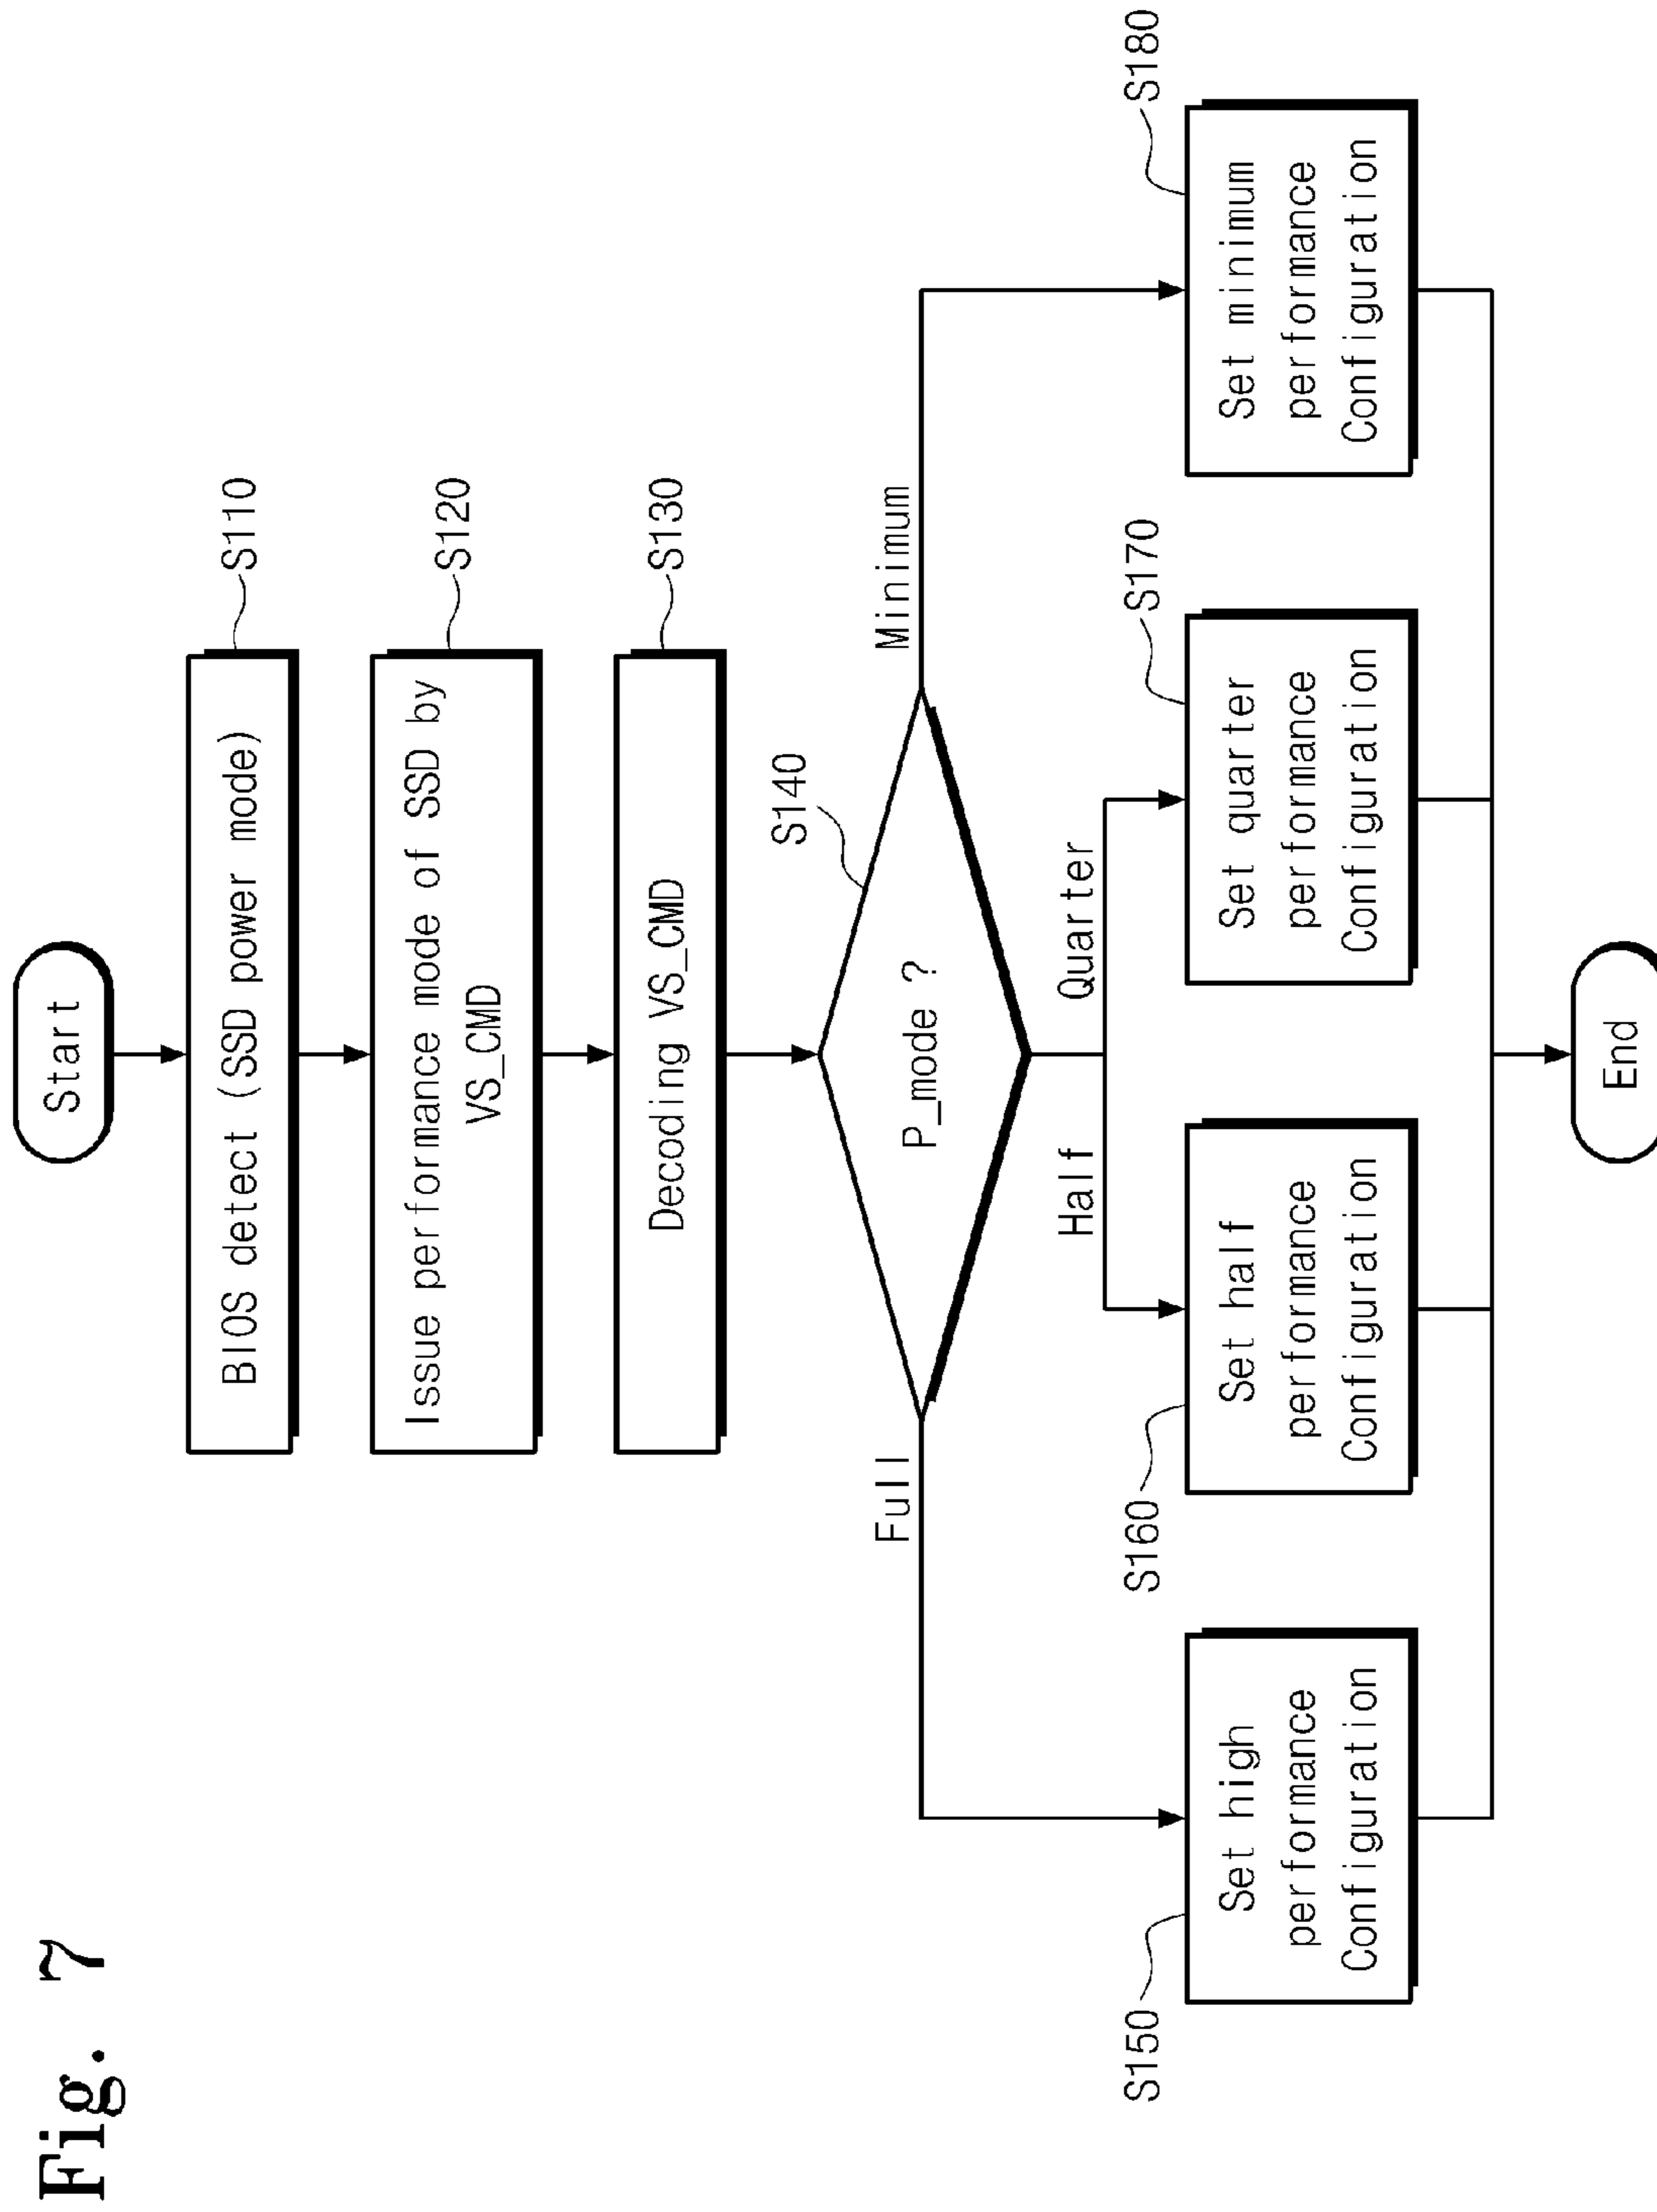 Fig. 7
Start
BIOS detect (SSD power mode)
S110
Issue performance mode of SSD by
VS_CMD
S120
Decoding VS_CMD
S130
P_mode ?
S140
Full
Half
Quarter
Minimum
S150
Set high
performance
Configuration
S160
Set half
performance
Configuration
S170
Set quarter
performance
Configuration
S180
Set minimum
performance
Configuration
End